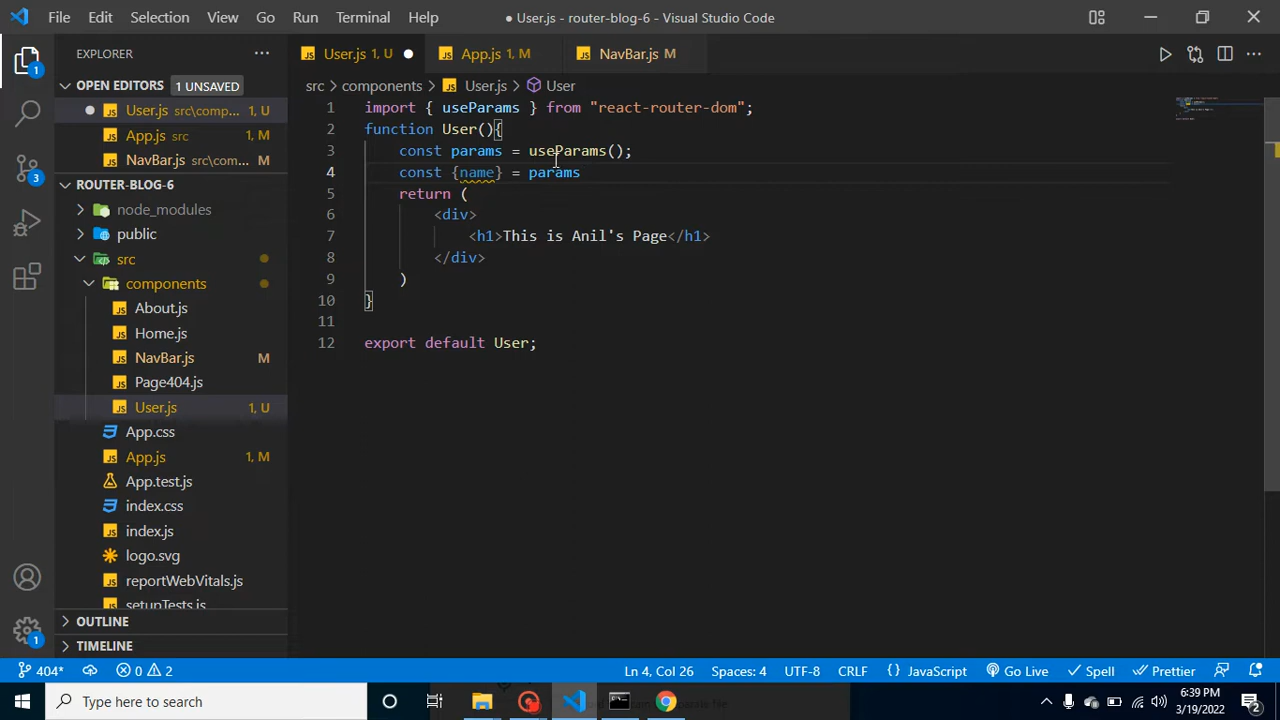 File Edit Selection View Go Run Terminal Help ● User.js - router-blog-6 - Visual Studio Code
EXPLORER ···
User.js 1, U ●
App.js 1, M
NavBar.js M
OPEN EDITORS 1 UNSAVED
● User.js src\comp... 1, U
App.js src 1, M
NavBar.js src\com... M
ROUTER-BLOG-6
node_modules
public
src
components
About.js
Home.js
NavBar.js M
Page404.js
User.js 1, U
App.css
App.js 1, M
App.test.js
index.css
index.js
logo.svg
reportWebVitals.js
setupTests.js
OUTLINE
TIMELINE
1
3
1
src > components > User.js > User
1 import { useParams } from "react-router-dom";
2 function User(){
3 const params = useParams();
4 const {name} = params
5 return (
6 <div>
7 <h1>This is Anil's Page</h1>
8 </div>
9 )
10 }
11
12 export default User;
404* 0 2 Ln 4, Col 26 Spaces: 4 UTF-8 CRLF { } JavaScript Go Live Spell Prettier
Type here to search
6:39 PM
3/19/2022
2